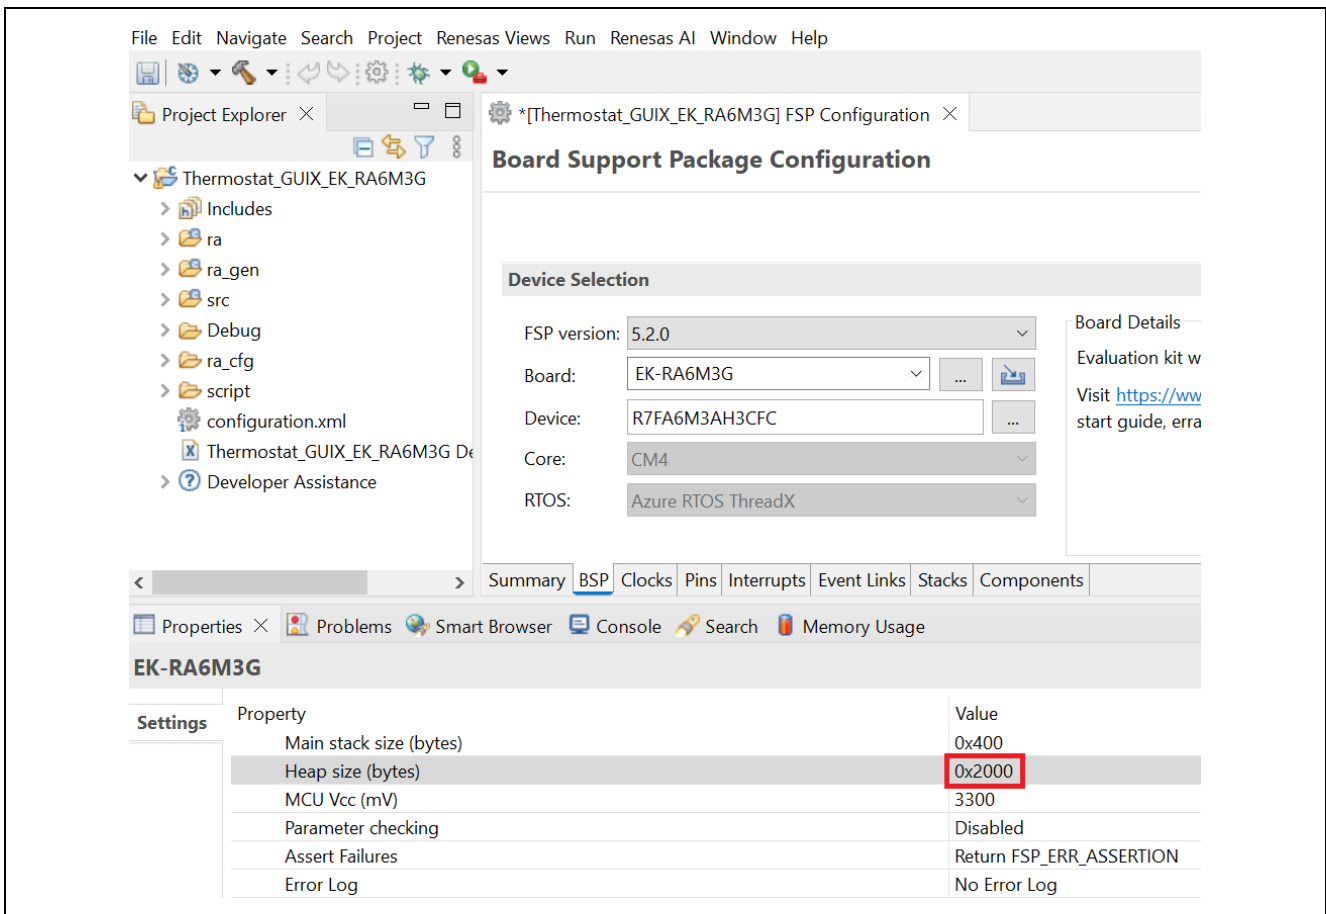 File Edit Navigate Search Project Renesas Views Run Renesas AI Window Help
Project Explorer
*[Thermostat_GUIX_EK_RA6M3G] FSP Configuration
Thermostat_GUIX_EK_RA6M3G
Includes
ra
ra_gen
src
Debug
ra_cfg
script
configuration.xml
Thermostat_GUIX_EK_RA6M3G De
Developer Assistance
Board Support Package Configuration
Device Selection
FSP version: 5.2.0
Board: EK-RA6M3G ...
Device: R7FA6M3AH3CFC ...
Core: CM4
RTOS: Azure RTOS ThreadX
Board Details
Evaluation kit w
Visit https://ww
start guide, erra
Summary BSP Clocks Pins Interrupts Event Links Stacks Components
Properties Problems Smart Browser Console Search Memory Usage
EK-RA6M3G
Settings
Property Value
Main stack size (bytes) 0x400
Heap size (bytes) 0x2000
MCU Vcc (mV) 3300
Parameter checking Disabled
Assert Failures Return FSP_ERR_ASSERTION
Error Log No Error Log